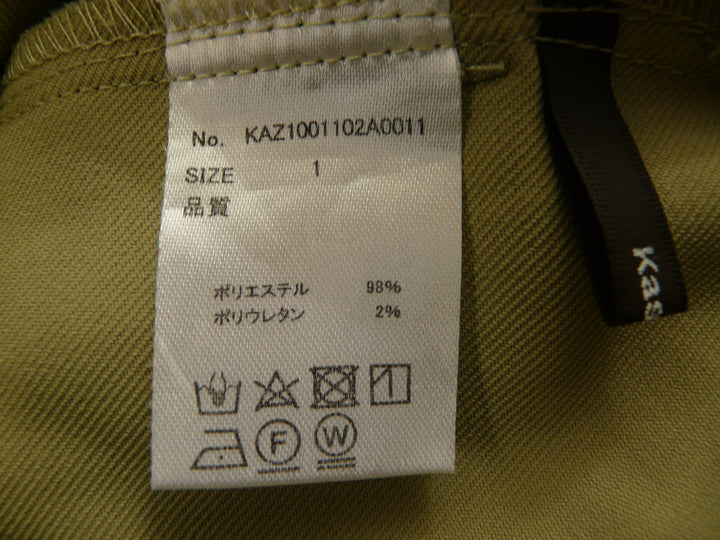 No. KAZ1001102A0011
SIZE 1
品質
ポリエステル 98%
ポリウレタン 2%
F W
Kas